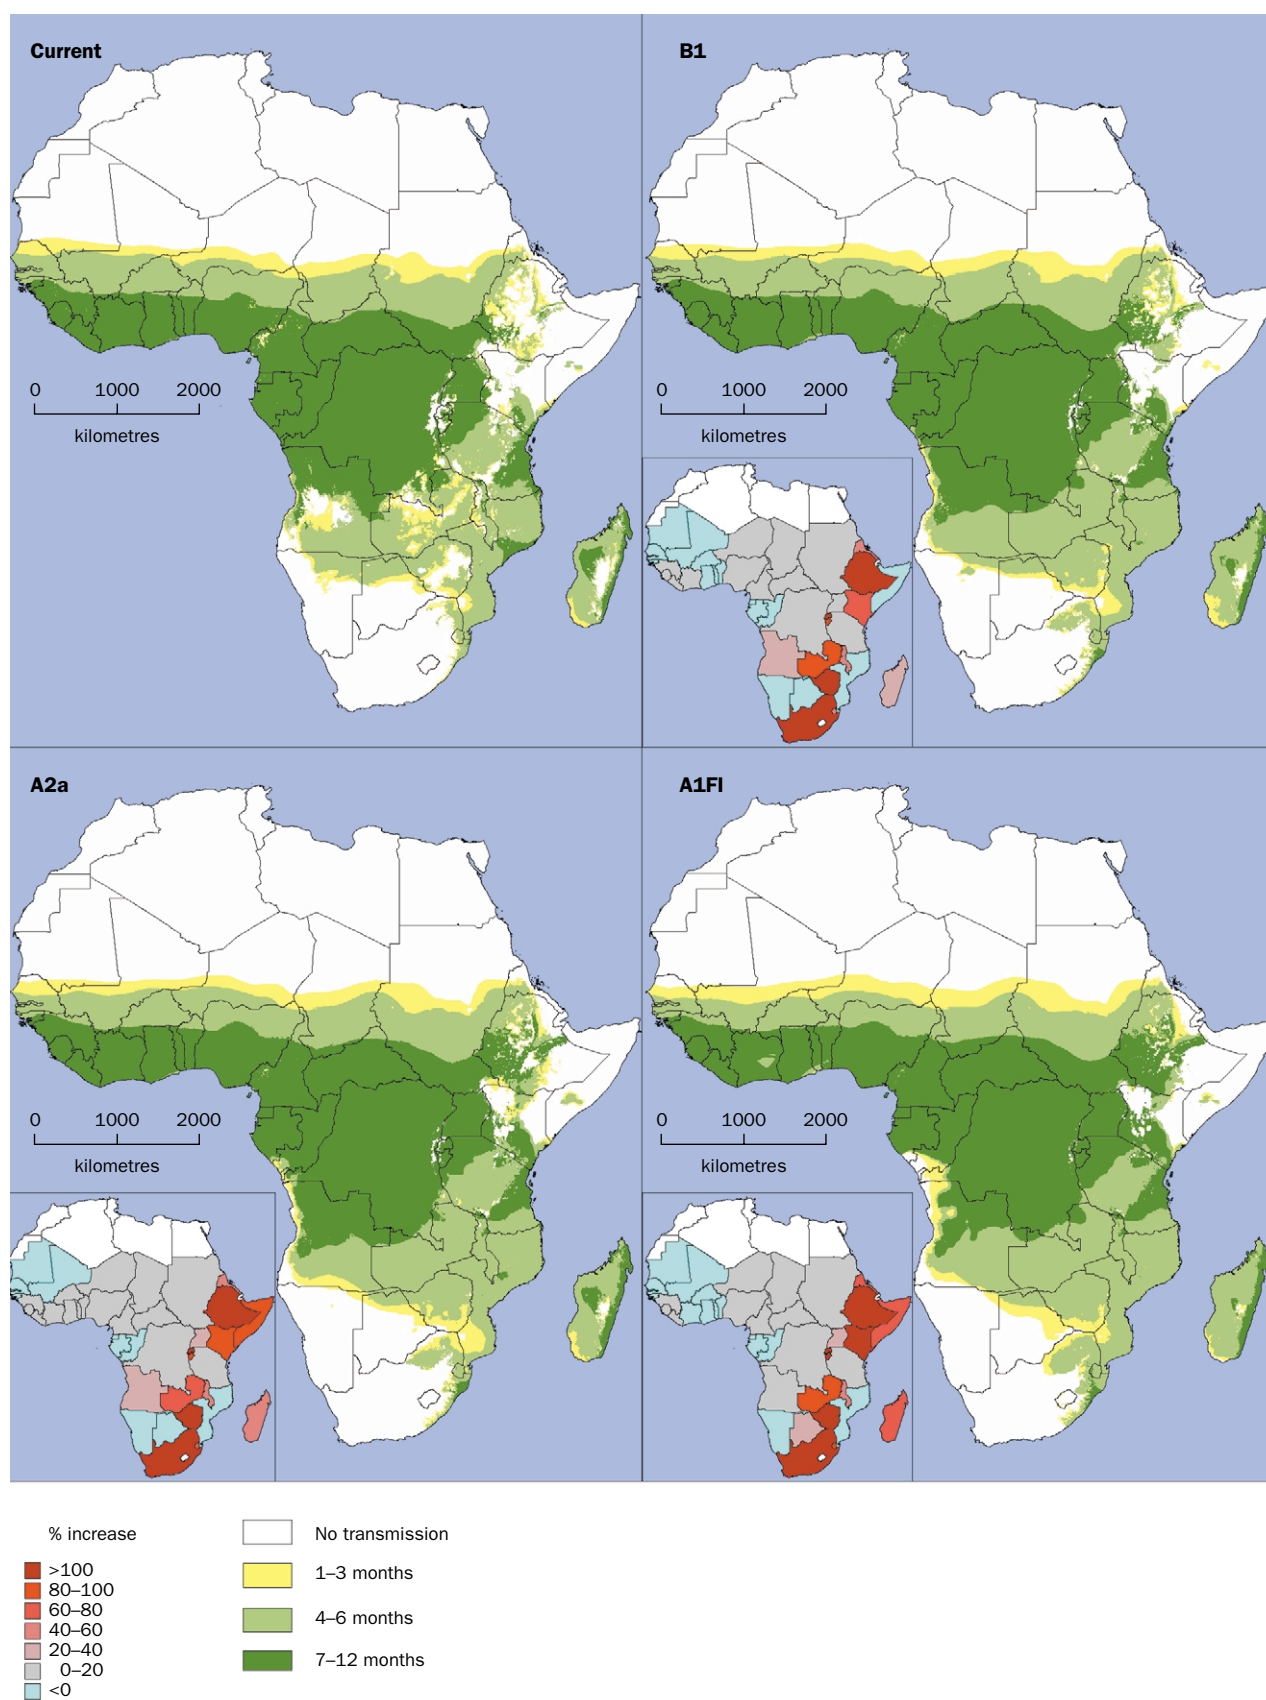 Current
B1
0 1000 2000
kilometres
0 1000 2000
kilometres
A2a
A1FI
0 1000 2000
kilometres
0 1000 2000
kilometres
% increase
>100
80–100
60–80
40–60
20–40
0–20
<0
No transmission
1–3 months
4–6 months
7–12 months